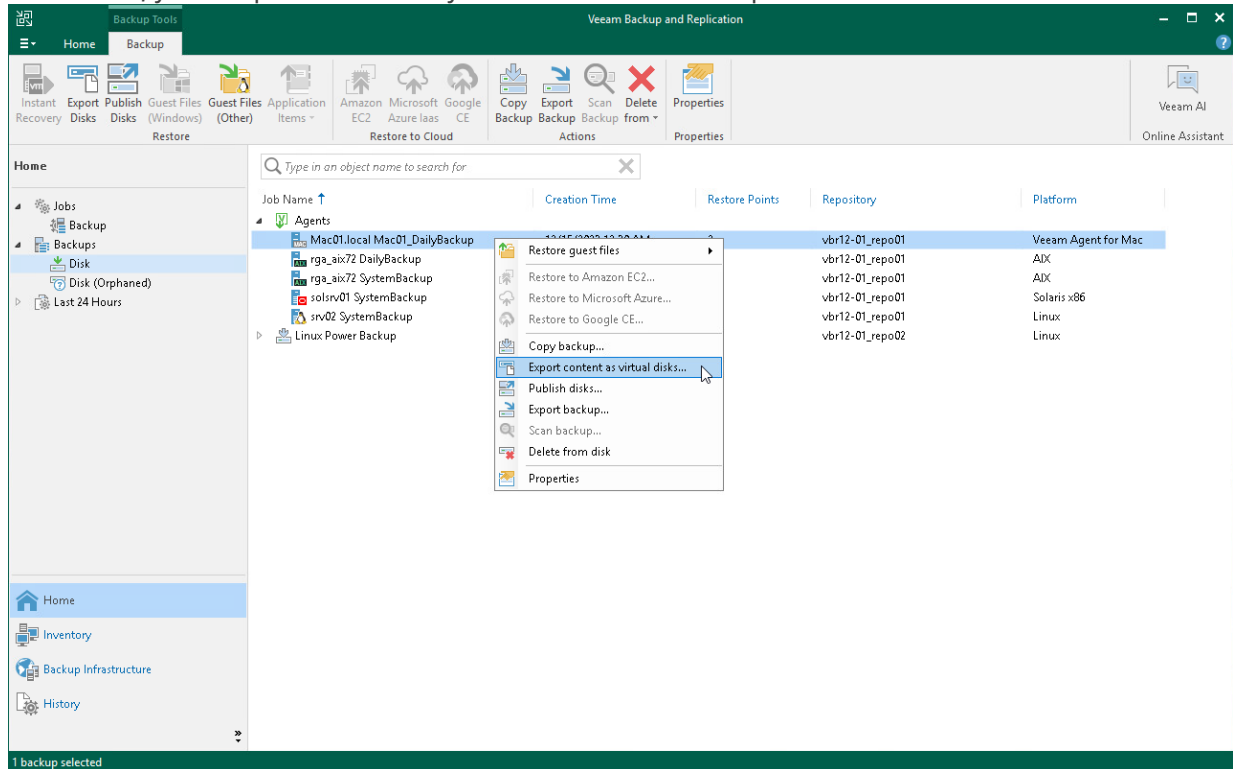 Backup Tools
Veeam Backup and Replication
Home Backup
Instant Recovery
Export Disks
Publish Disks
Guest Files (Windows)
Guest Files (Other)
Application Items
Restore
Amazon EC2
Microsoft Azure Iaas
Google CE
Restore to Cloud
Copy Backup
Export Backup
Scan Backup
Delete from
Actions
Properties
Properties
Veeam AI
Online Assistant
Home
Jobs
Backup
Backups
Disk
Disk (Orphaned)
Last 24 Hours
Type in an object name to search for
Job Name Creation Time Restore Points Repository Platform
Agents
Mac01.local Mac01_DailyBackup vbr12-01_repo01 Veeam Agent for Mac
rga_aix72 DailyBackup vbr12-01_repo01 AIX
rga_aix72 SystemBackup vbr12-01_repo01 AIX
solsrv01 SystemBackup vbr12-01_repo01 Solaris x86
srv02 SystemBackup vbr12-01_repo01 Linux
Linux Power Backup vbr12-01_repo02 Linux
Restore guest files
Restore to Amazon EC2...
Restore to Microsoft Azure...
Restore to Google CE...
Copy backup...
Export content as virtual disks...
Publish disks...
Export backup...
Scan backup...
Delete from disk
Properties
Home
Inventory
Backup Infrastructure
History
1 backup selected